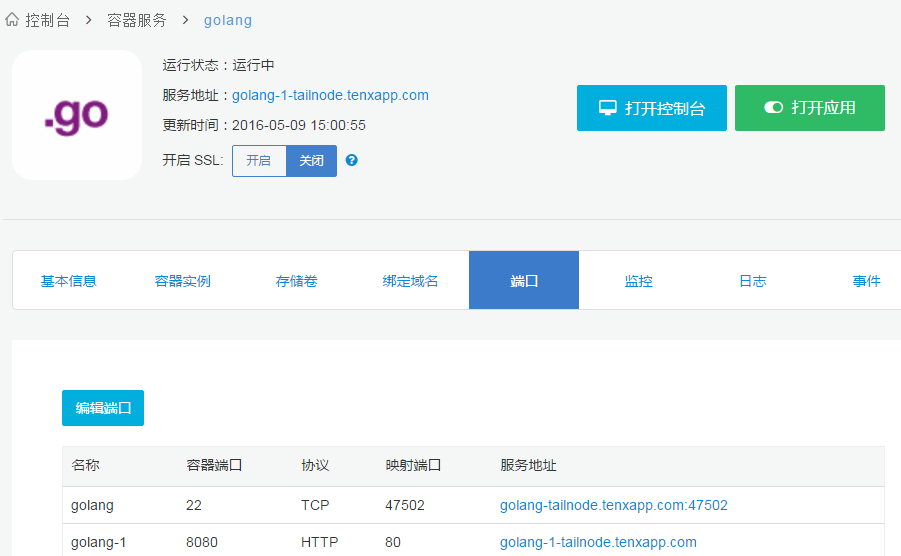 控制台 > 容器服务 > golang
.go
运行状态：运行中
服务地址：golang-1-tailnode.tenxapp.com
更新时间：2016-05-09 15:00:55
开启 SSL: 开启 关闭 ?
打开控制台 打开应用
基本信息 容器实例 存储卷 绑定域名 端口 监控 日志 事件
编辑端口
名称 容器端口 协议 映射端口 服务地址
golang 22 TCP 47502 golang-tailnode.tenxapp.com:47502
golang-1 8080 HTTP 80 golang-1-tailnode.tenxapp.com